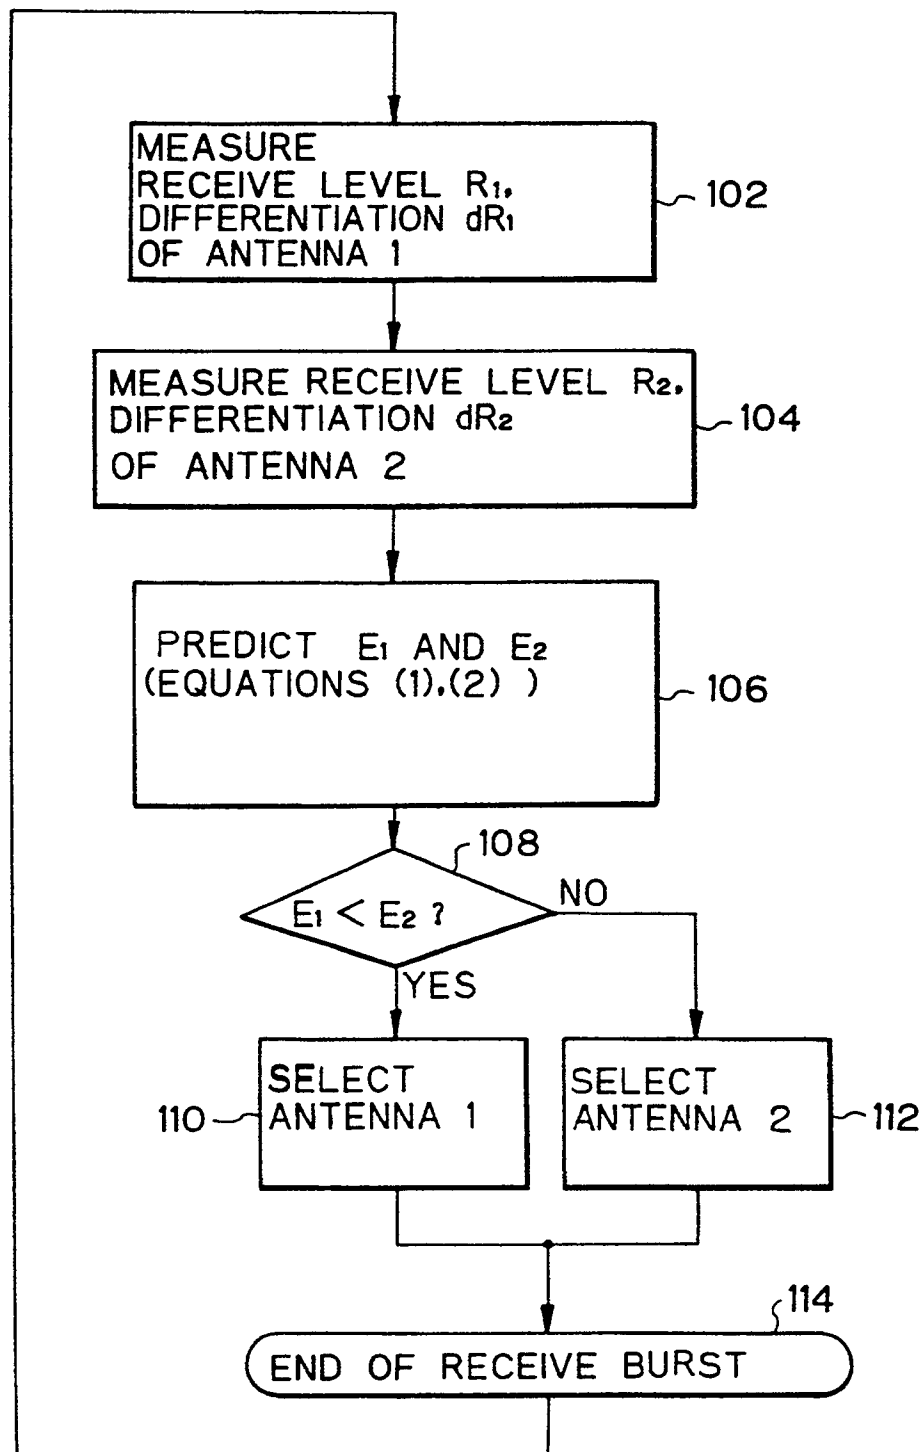 MEASURE
RECEIVE LEVEL R1,
DIFFERENTIATION dR1
OF ANTENNA 1
102
MEASURE RECEIVE LEVEL R2,
DIFFERENTIATION dR2
OF ANTENNA 2
104
PREDICT E1 AND E2
(EQUATIONS (1),(2) )
106
108
E1 < E2 ?
NO
YES
SELECT
ANTENNA 1
110
SELECT
ANTENNA 2
112
114
END OF RECEIVE BURST